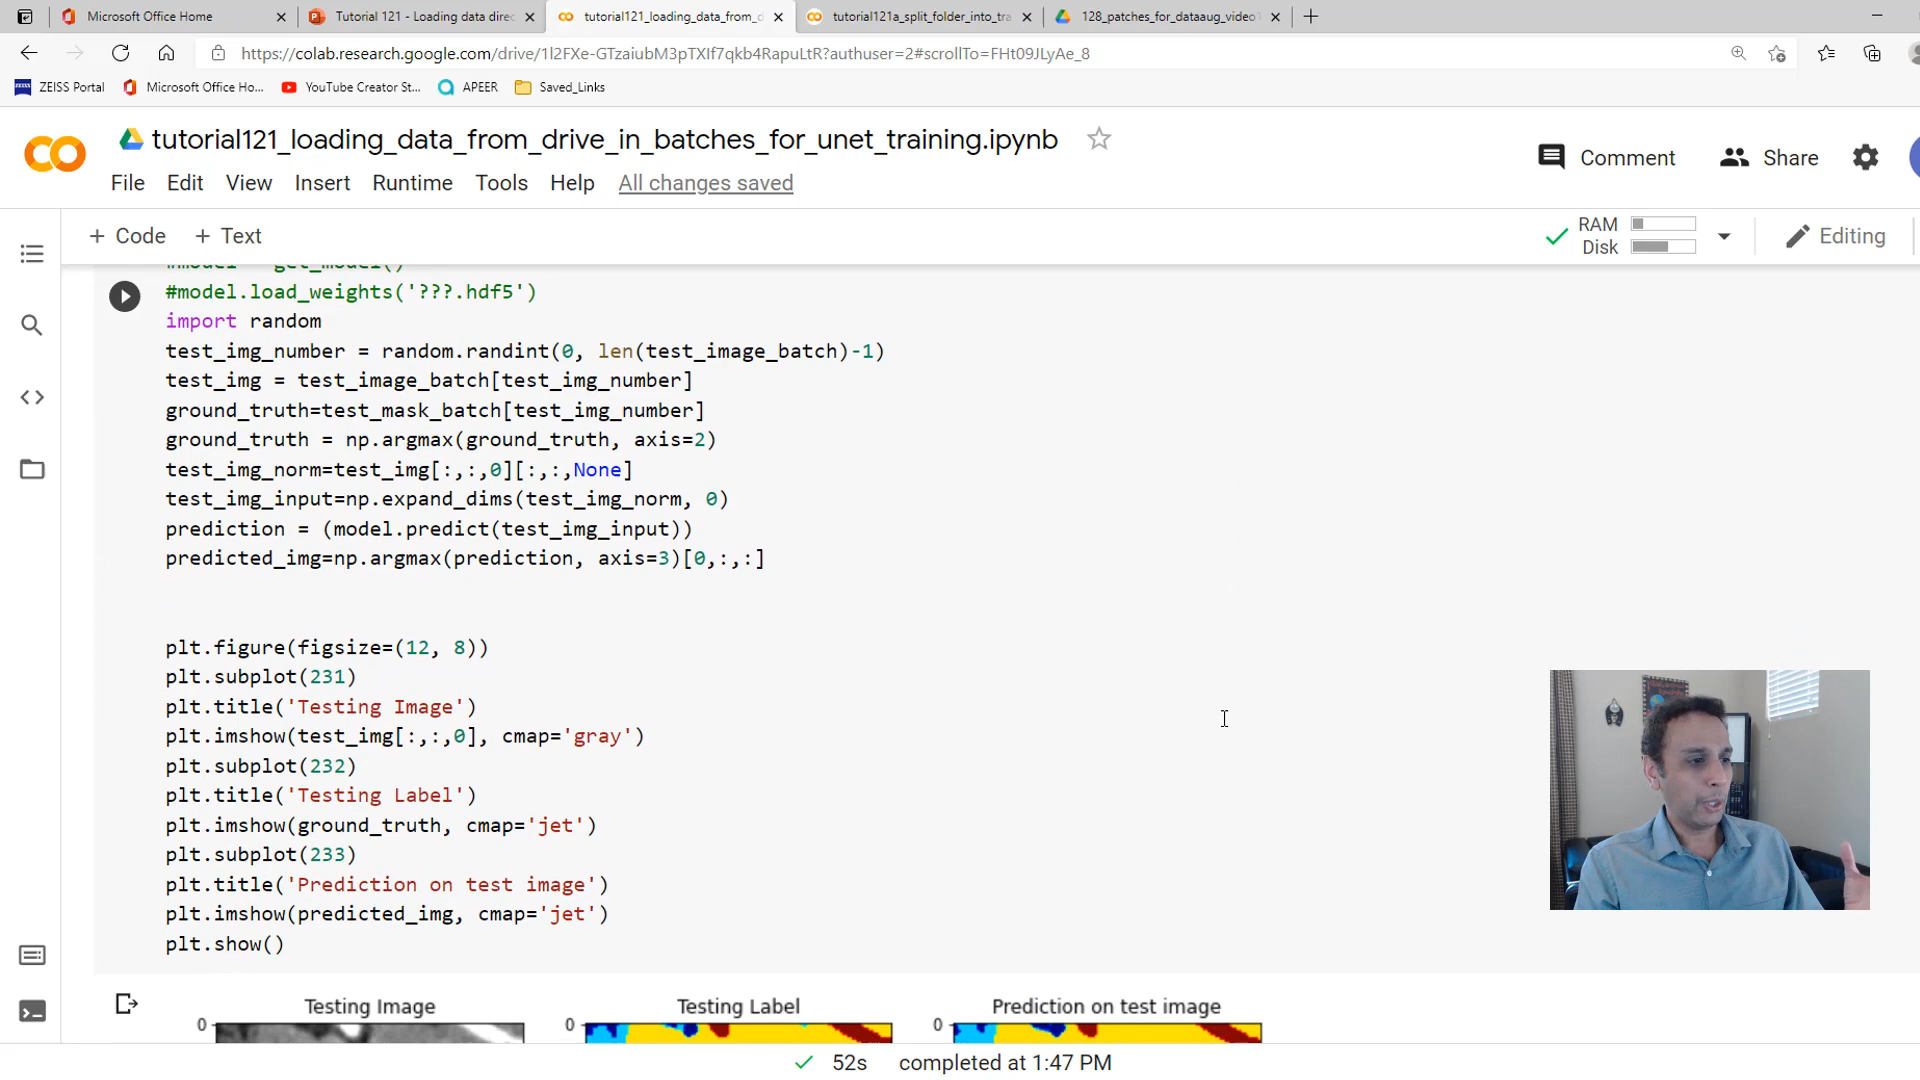 Microsoft Office Home
Tutorial 121 - Loading data direc
tutorial121_loading_data_from_d
tutorial121a_split_folder_into_tra
128_patches_for_dataaug_video
https://colab.research.google.com/drive/1l2FXe-GTzaiubM3pTXIf7qkb4RapuLtR?authuser=2#scrollTo=FHt09JLyAe_8
ZEISS Portal
Microsoft Office Ho...
YouTube Creator St...
APEER
Saved_Links
tutorial121_loading_data_from_drive_in_batches_for_unet_training.ipynb
Comment
Share
File Edit View Insert Runtime Tools Help All changes saved
+ Code + Text
RAM
Disk
Editing
#model = get_model()
#model.load_weights('???.hdf5')
import random
test_img_number = random.randint(0, len(test_image_batch)-1)
test_img = test_image_batch[test_img_number]
ground_truth=test_mask_batch[test_img_number]
ground_truth = np.argmax(ground_truth, axis=2)
test_img_norm=test_img[:,:,0][:,:,None]
test_img_input=np.expand_dims(test_img_norm, 0)
prediction = (model.predict(test_img_input))
predicted_img=np.argmax(prediction, axis=3)[0,:,:]
plt.figure(figsize=(12, 8))
plt.subplot(231)
plt.title('Testing Image')
plt.imshow(test_img[:,:,0], cmap='gray')
plt.subplot(232)
plt.title('Testing Label')
plt.imshow(ground_truth, cmap='jet')
plt.subplot(233)
plt.title('Prediction on test image')
plt.imshow(predicted_img, cmap='jet')
plt.show()
Testing Image
Testing Label
Prediction on test image
0
0
0
52s completed at 1:47 PM